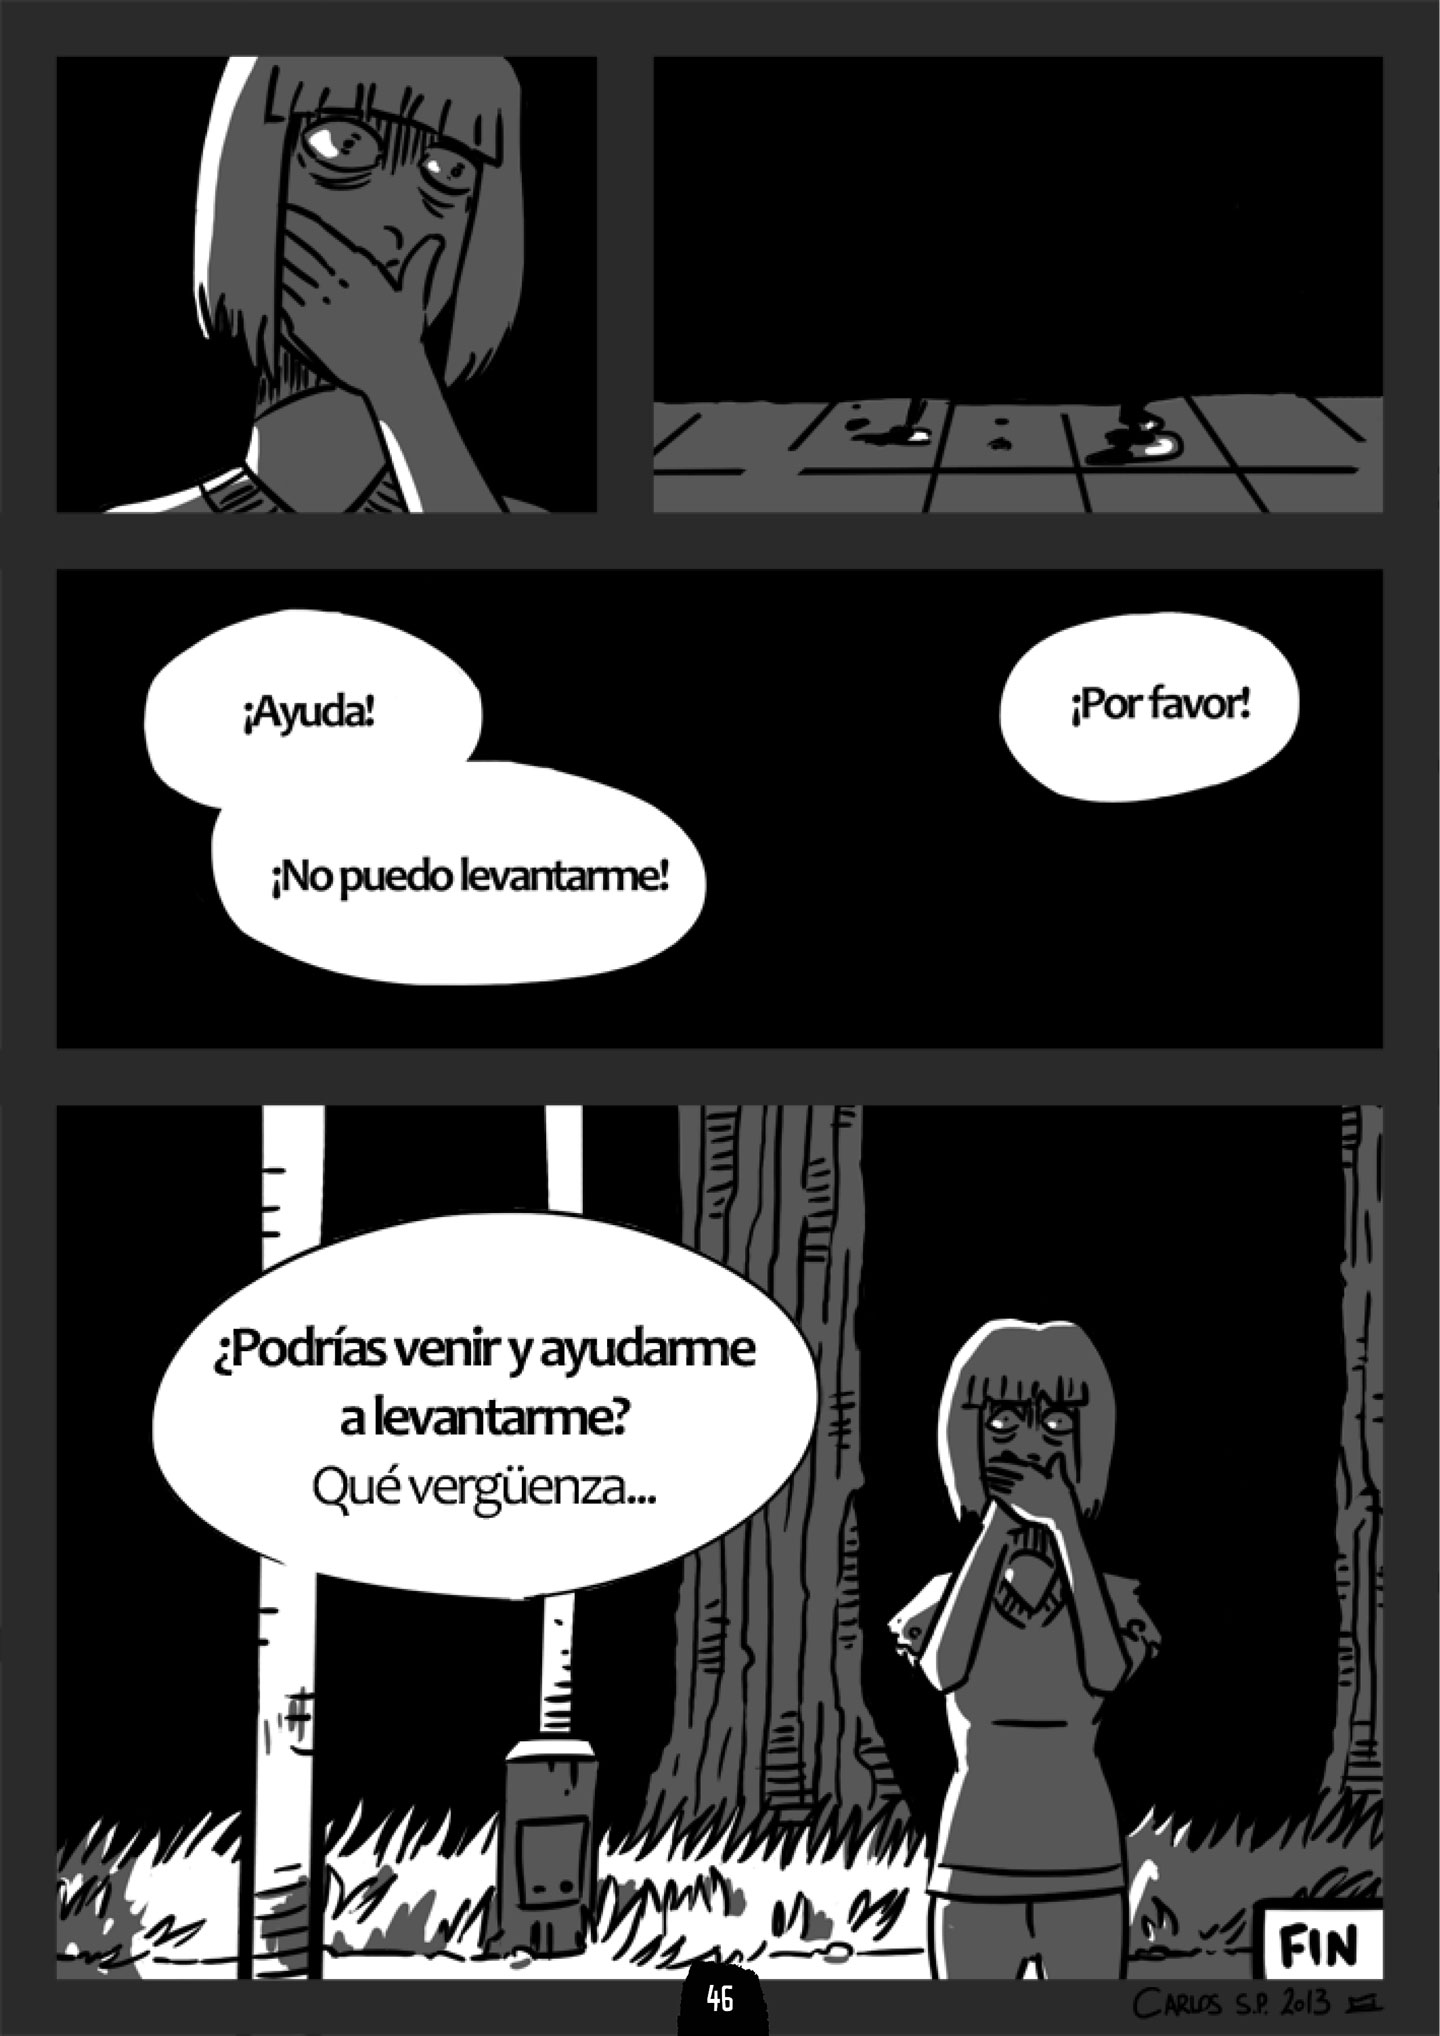 ¡Ayuda!
¡Por favor!
¡No puedo levantarme!
¿Podrías venir y ayudarme
a levantarme?
Qué vergüenza...
FIN
CARLOS S.P. 2013
46